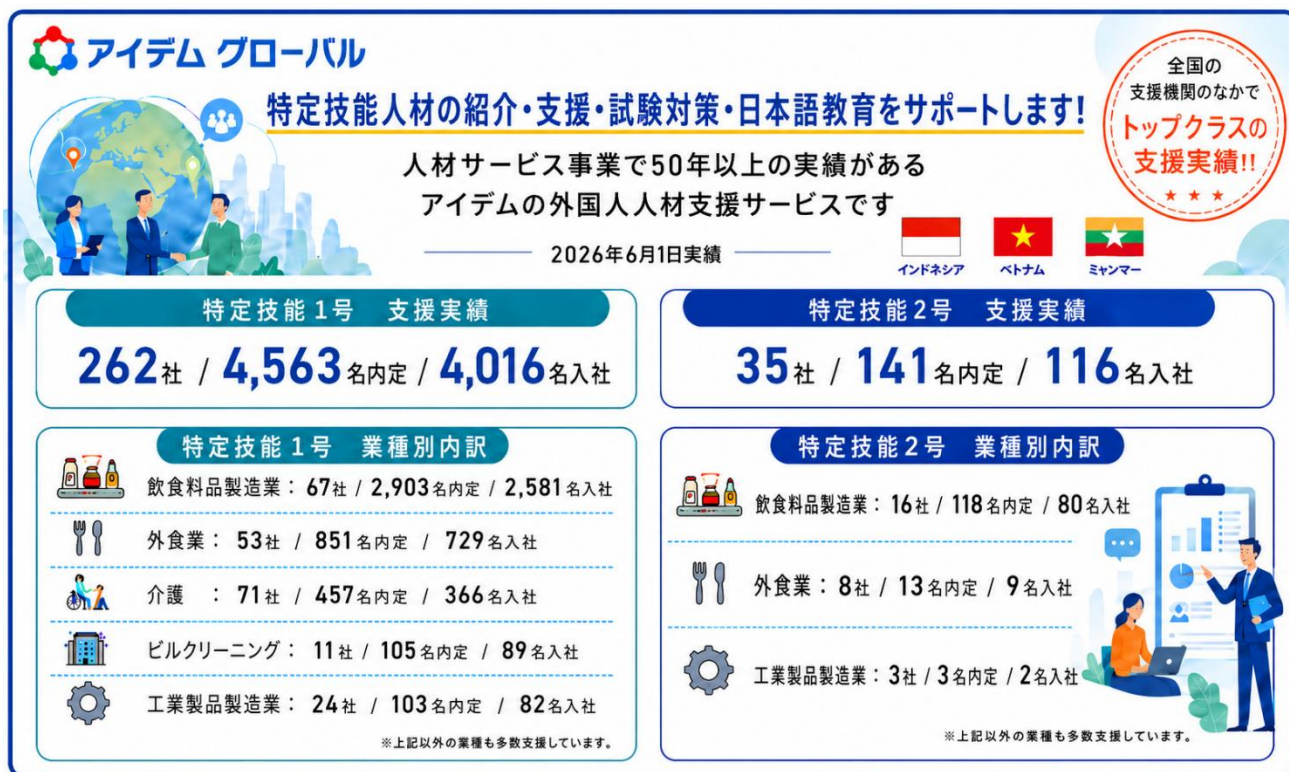 アイデム グローバル
全国の
支援機関のなかで
トップクラスの
支援実績!!
特定技能人材の紹介・支援・試験対策・日本語教育をサポートします!
人材サービス事業で50年以上の実績がある
アイデムの外国人人材支援サービスです
2026年6月1日実績
インドネシア
ベトナム
ミャンマー
特定技能1号 支援実績
262社 / 4,563名内定 / 4,016名入社
特定技能2号 支援実績
35社 / 141名内定 / 116名入社
特定技能1号 業種別内訳
飲食料品製造業: 67社 / 2,903名内定 / 2,581名入社
外食業: 53社 / 851名内定 / 729名入社
介護 : 71社 / 457名内定 / 366名入社
ビルクリーニング: 11社 / 105名内定 / 89名入社
工業製品製造業: 24社 / 103名内定 / 82名入社
※上記以外の業種も多数支援しています。
特定技能2号 業種別内訳
飲食料品製造業: 16社 / 118名内定 / 80名入社
外食業: 8社 / 13名内定 / 9名入社
工業製品製造業: 3社 / 3名内定 / 2名入社
※上記以外の業種も多数支援しています。